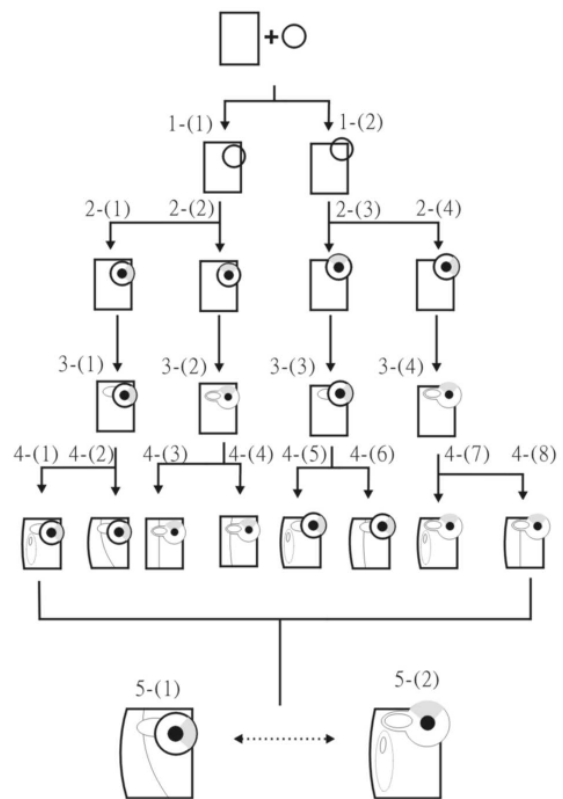 +
1-(1) 1-(2)
2-(1) 2-(2) 2-(3) 2-(4)
3-(1) 3-(2) 3-(3) 3-(4)
4-(1) 4-(2) 4-(3) 4-(4) 4-(5) 4-(6) 4-(7) 4-(8)
5-(1) 5-(2)